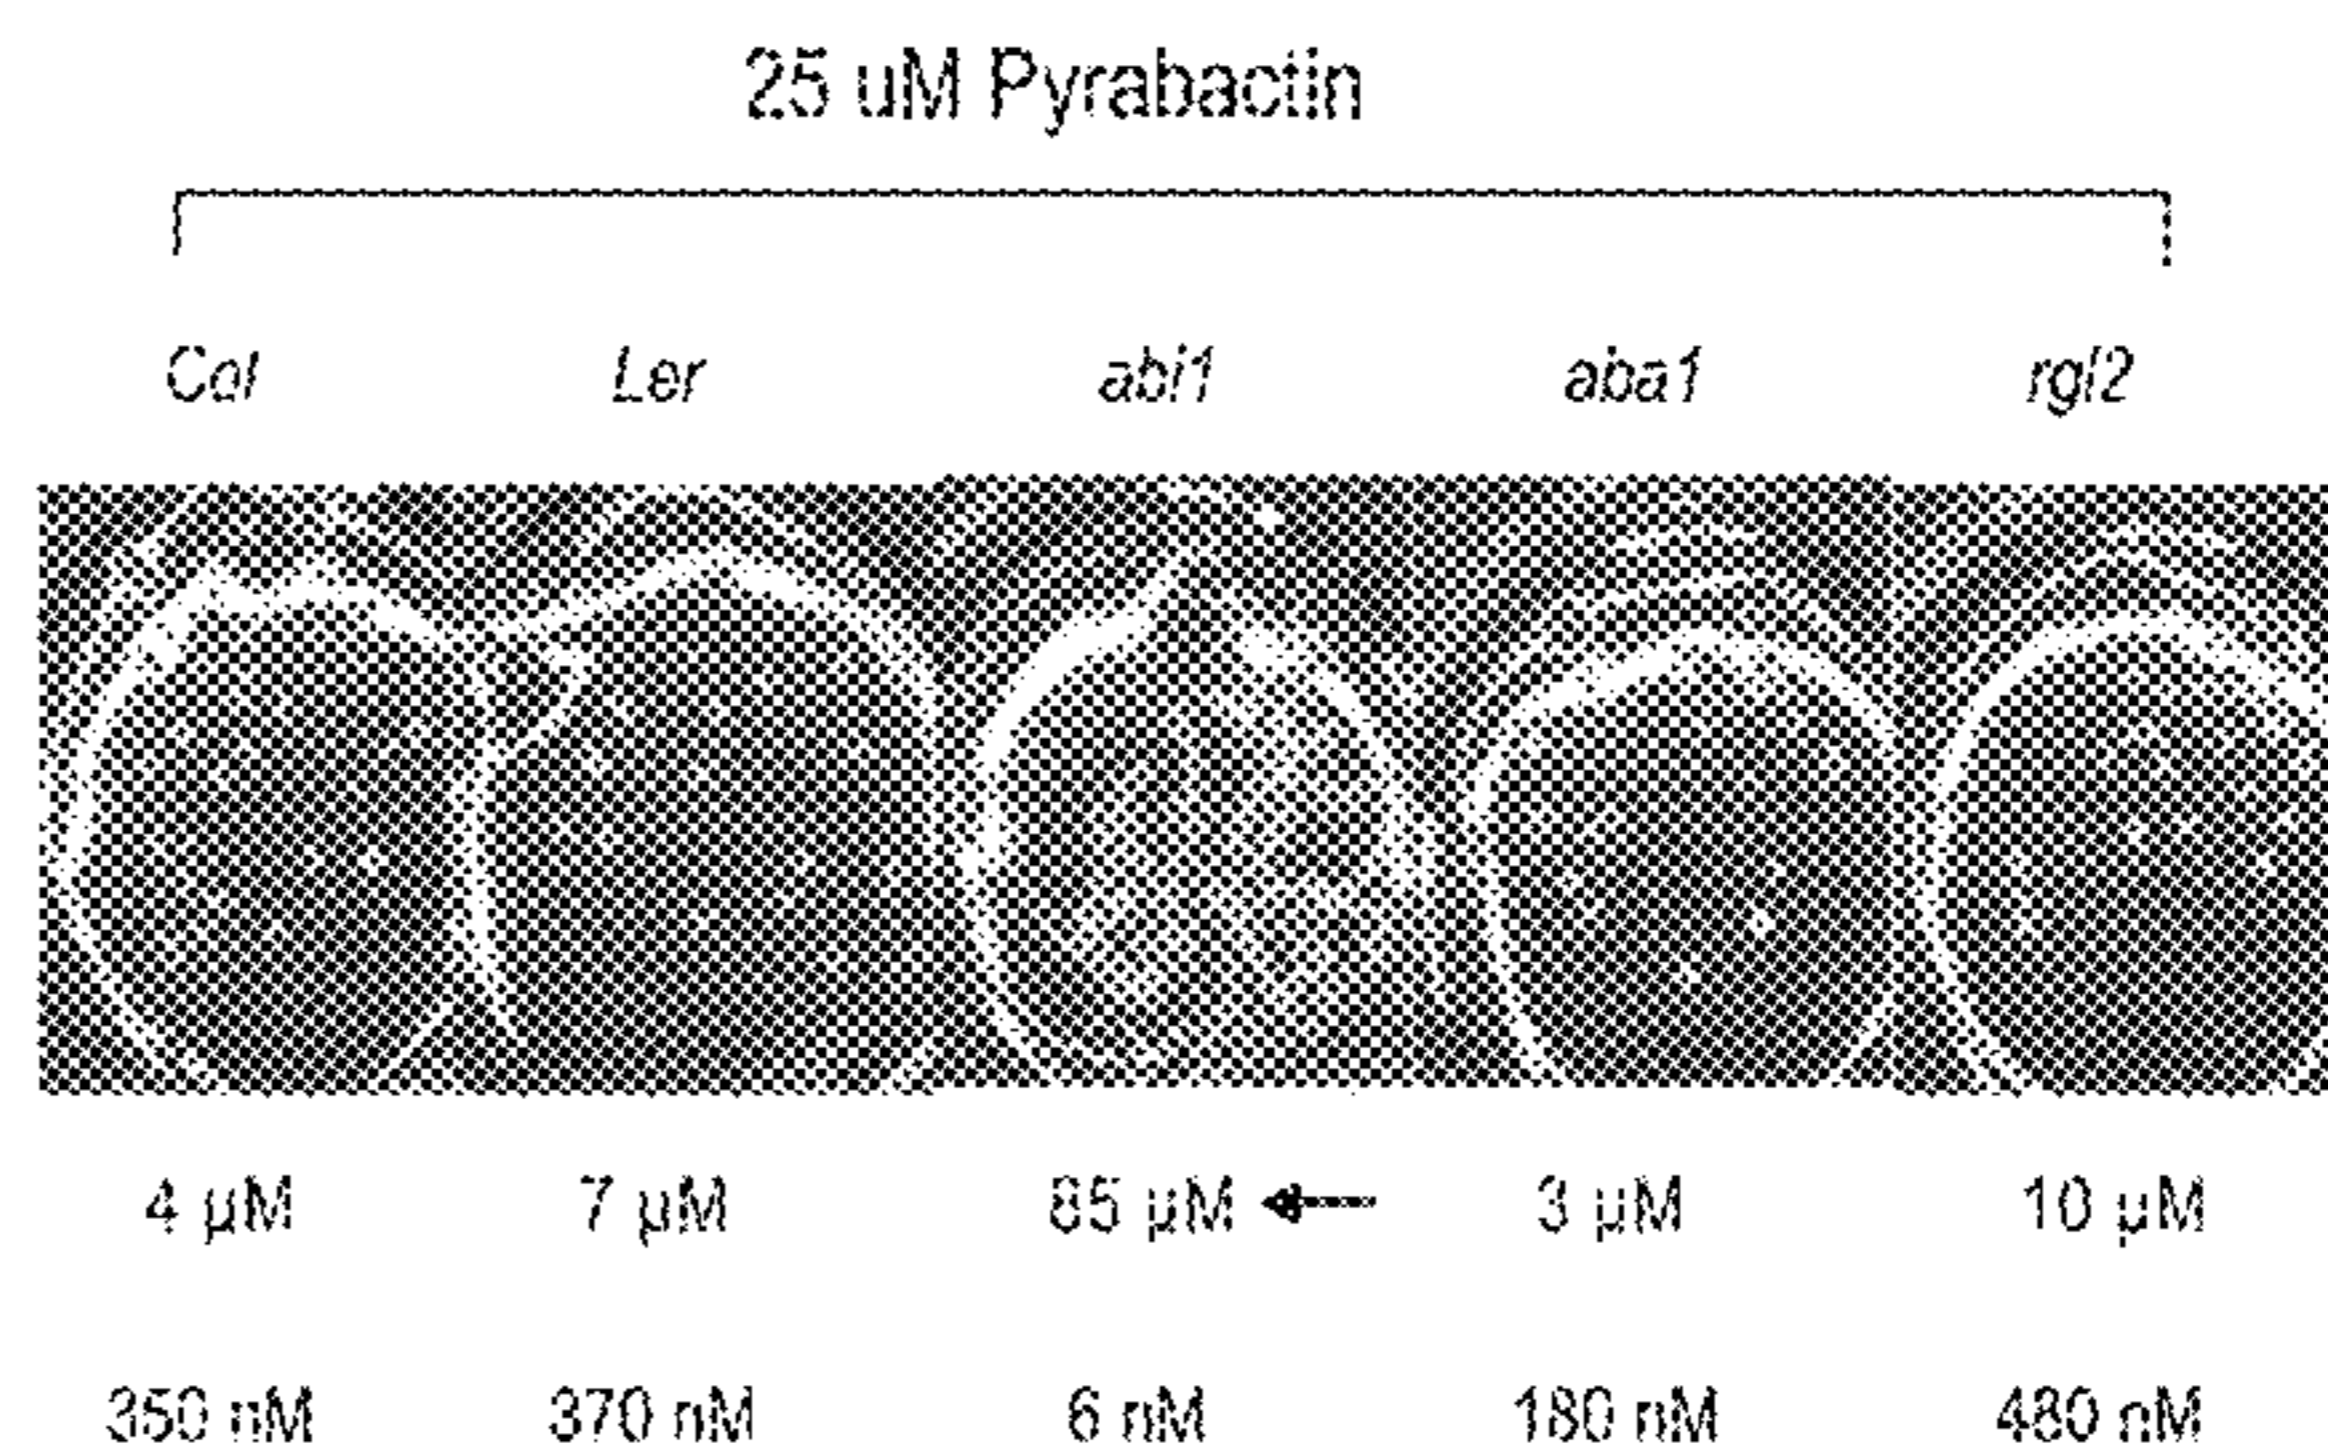 25 uM Pyrabactin
Col Ler abi1 aba1 rgl2
4 µM 7 µM 85 µM 3 µM 10 µM
350 nM 370 nM 6 nM 180 nM 480 nM